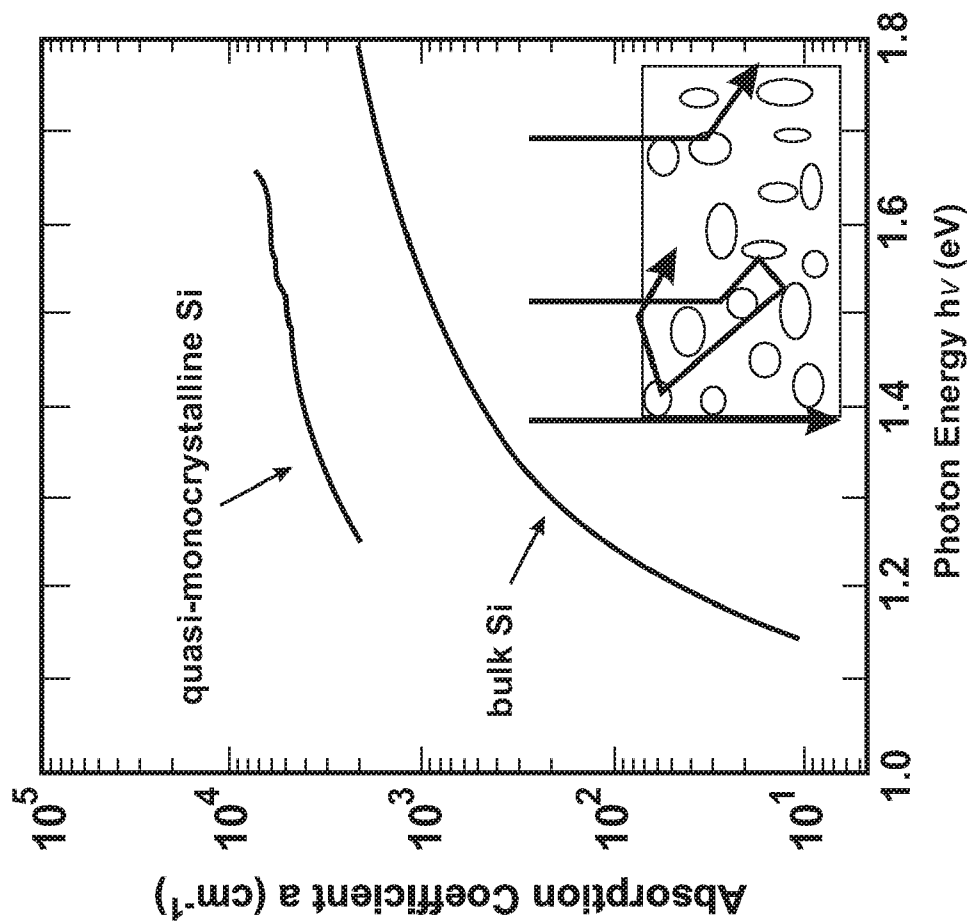 Absorption Coefficient a (cm⁻¹)
10⁵
10⁴
10³
10²
10¹
quasi-monocrystalline Si
bulk Si
1.0
1.2
1.4
1.6
1.8
Photon Energy hν (eV)